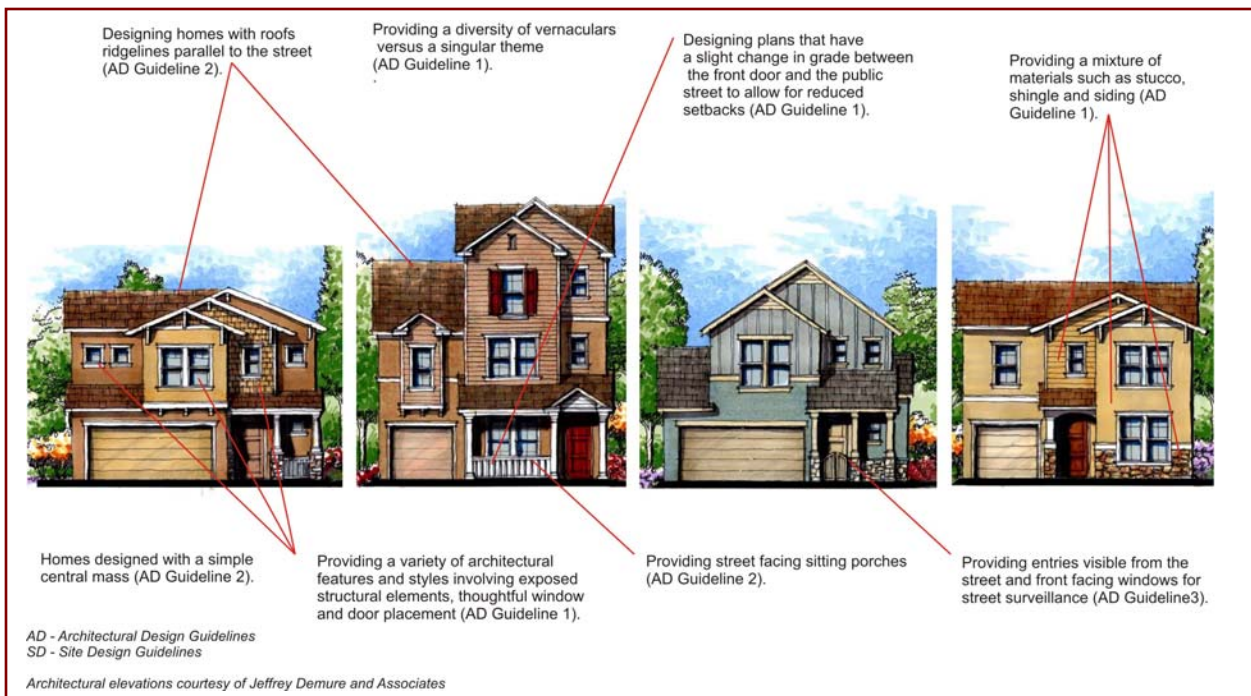 Designing homes with roofs
ridgelines parallel to the street
(AD Guideline 2).
Providing a diversity of vernaculars
versus a singular theme
(AD Guideline 1).
.
Designing plans that have
a slight change in grade between
the front door and the public
street to allow for reduced
setbacks (AD Guideline 1).
Providing a mixture of
materials such as stucco,
shingle and siding (AD
Guideline 1).
Homes designed with a simple
central mass (AD Guideline 2).
Providing a variety of architectural
features and styles involving exposed
structural elements, thoughtful window
and door placement (AD Guideline 1).
Providing street facing sitting porches
(AD Guideline 2).
Providing entries visible from the
street and front facing windows for
street surveillance (AD Guideline3).
AD - Architectural Design Guidelines
SD - Site Design Guidelines
Architectural elevations courtesy of Jeffrey Demure and Associates